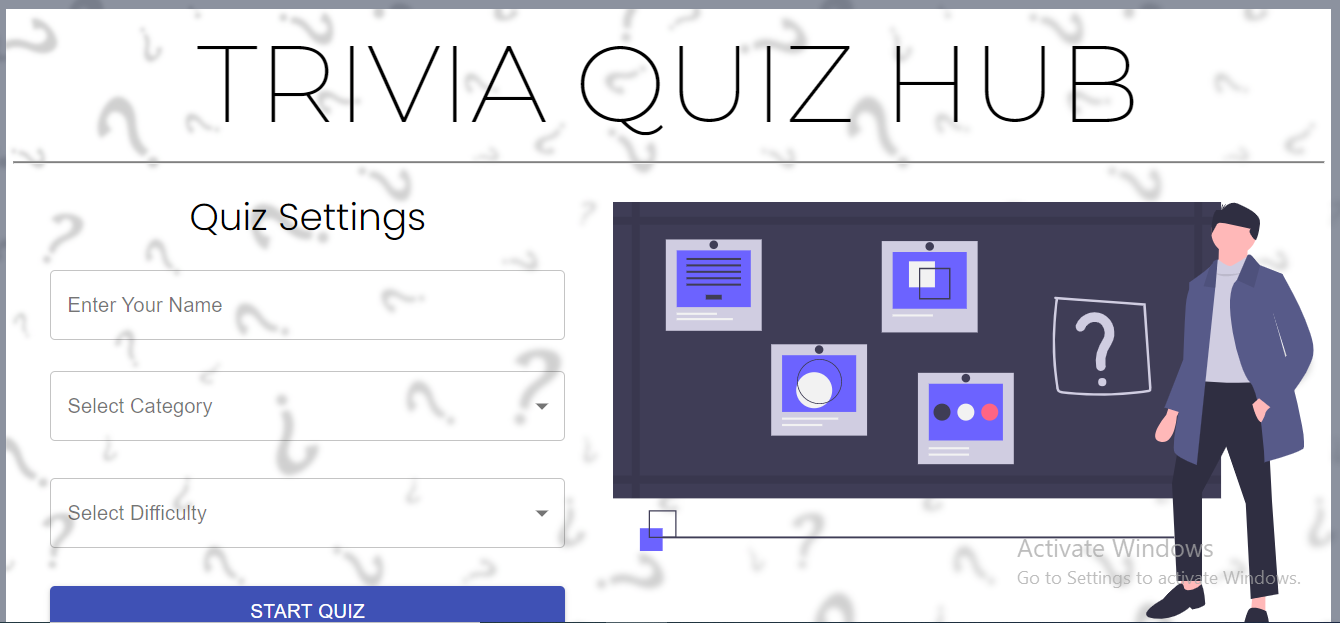 TRIVIA QUIZ HUB
Quiz Settings
Enter Your Name
Select Category
Select Difficulty
START QUIZ
?
Activate Windows
Go to Settings to activate Windows.